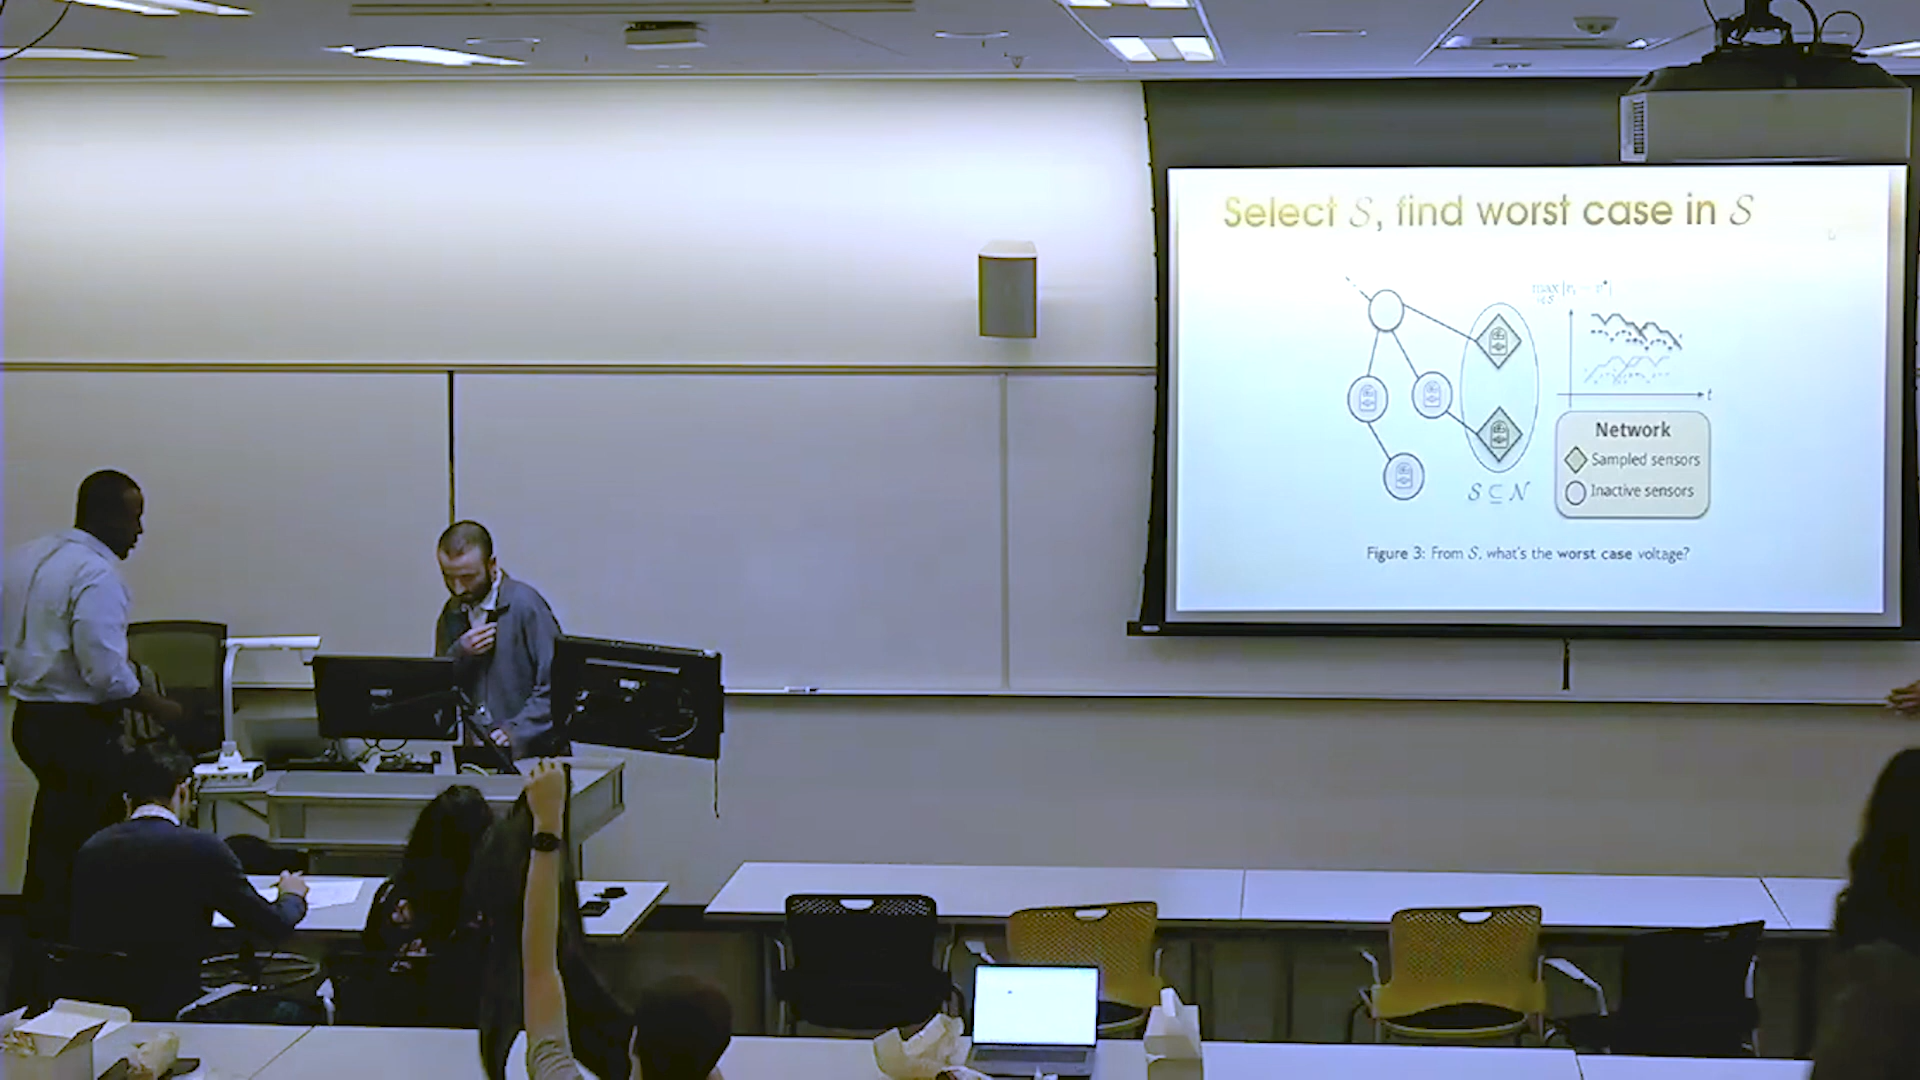 Select S, find worst case in S
t
Network
Sampled sensors
Inactive sensors
S ⊆ N
Figure 3: From S, what's the worst case voltage?